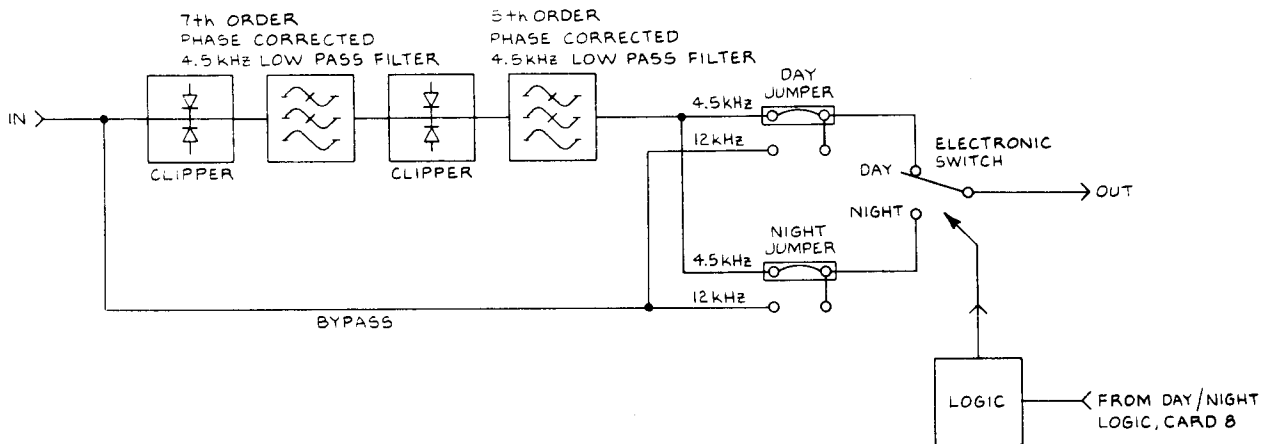 7th ORDER
PHASE CORRECTED
4.5kHz LOW PASS FILTER
5th ORDER
PHASE CORRECTED
4.5kHz LOW PASS FILTER
DAY
JUMPER
IN
4.5kHz
12kHz
CLIPPER
CLIPPER
ELECTRONIC
SWITCH
DAY
OUT
NIGHT
NIGHT
JUMPER
4.5kHz
12kHz
BYPASS
LOGIC
FROM DAY/NIGHT
LOGIC, CARD 8